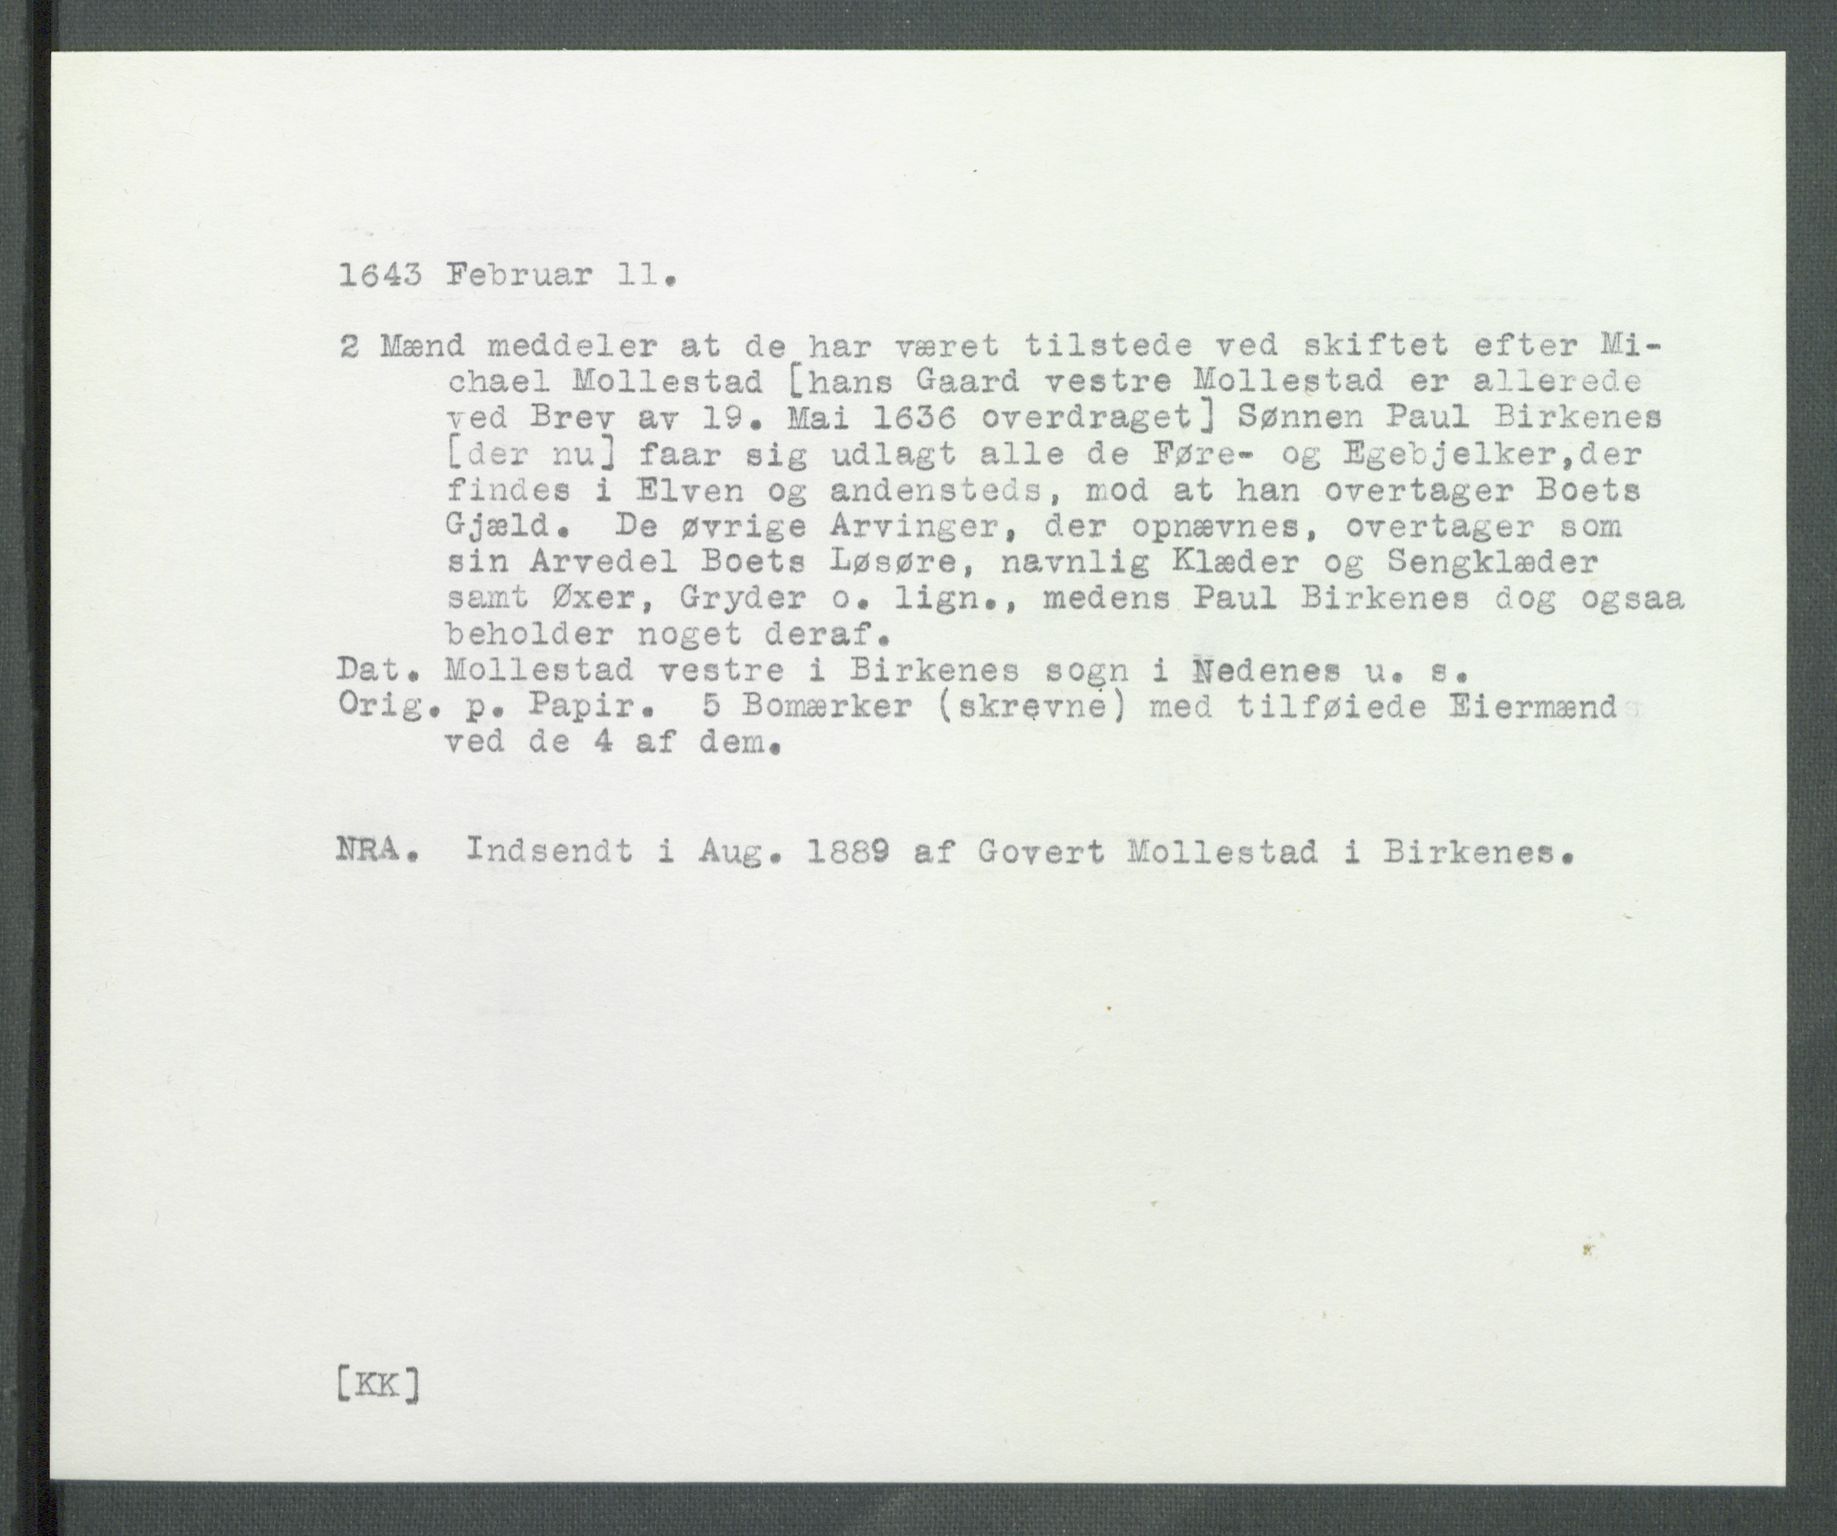 1643 Februar 11.
2 Mænd meddeler at de har været tilstede ved skiftet efter Mi-
chael Mollestad [hans Gaard vestre Mollestad er allerede
ved Brev av 19. Mai 1636 overdraget] Sønnen Paul Birkenes
[der nu] faar sig udlagt alle de Føre- og Egebjelker,der
findes i Elven og andensteds, mod at han overtager Boets
Gjæld. De øvrige Arvinger, der opnævnes, overtager som
sin Arvedel Boets Løsøre, navnlig Klæder og Sengklæder
samt Øxer, Gryder o. lign., medens Paul Birkenes dog ogsaa
beholder noget deraf.
Dat. Mollestad vestre i Birkenes sogn i Nedenes u. s.
Orig. p. Papir. 5 Bomærker (skrevne) med tilføiede Eiermænd
ved de 4 af dem.
NRA. Indsendt i Aug. 1889 af Govert Mollestad i Birkenes.
[KK]